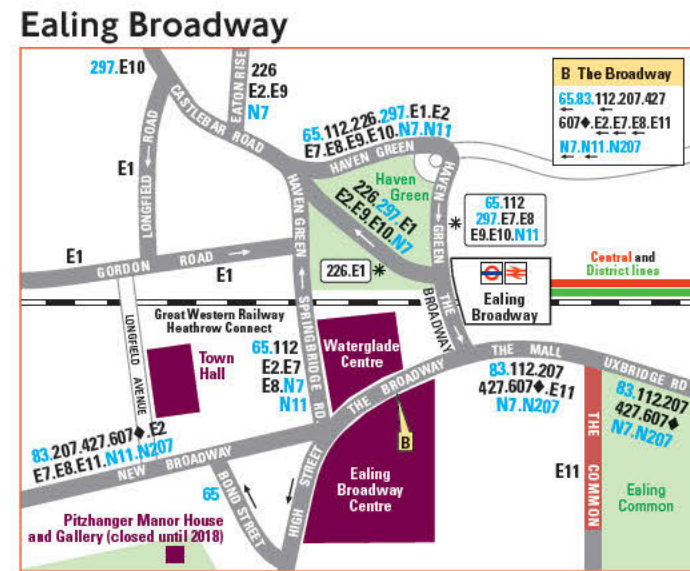 Ealing Broadway
297.E10
226
E2.E9
N7
EATON RISE
CASTLEBAR ROAD
B The Broadway
65.83.112.207.427
607♦.E2.E7.E8.E11
N7.N11.N207
65.112.226.297.E1.E2
E7.E8.E9.E10.N7.N11
HAVEN GREEN
LONGFIELD ROAD
E1
Haven
Green
226.297.E1
E2.E9.E10.N7
HAVEN GREEN
HAVEN GREEN
65.112
297.E7.E8
E9.E10.N11
*
E1
GORDON ROAD
E1
226.E1 *
Central and
District lines
Ealing
Broadway
THE BROADWAY
Great Western Railway
Heathrow Connect
LONGFIELD AVENUE
Town
Hall
65.112
E2.E7
E8.N7
N11
SPRINGBRIDGE RD.
Waterglade
Centre
THE BROADWAY
THE MALL
UXBRIDGE RD
83.112.207
427.607♦.E11
N7.N207
83.112.207
427.607♦
N7.N207
83.207.427.607♦.E2
E7.E8.E11.N11.N207
NEW BROADWAY
B
65
BOND STREET
HIGH STREET
Ealing
Broadway
Centre
E11
THE COMMON
Ealing
Common
Pitzhanger Manor House
and Gallery (closed until 2018)